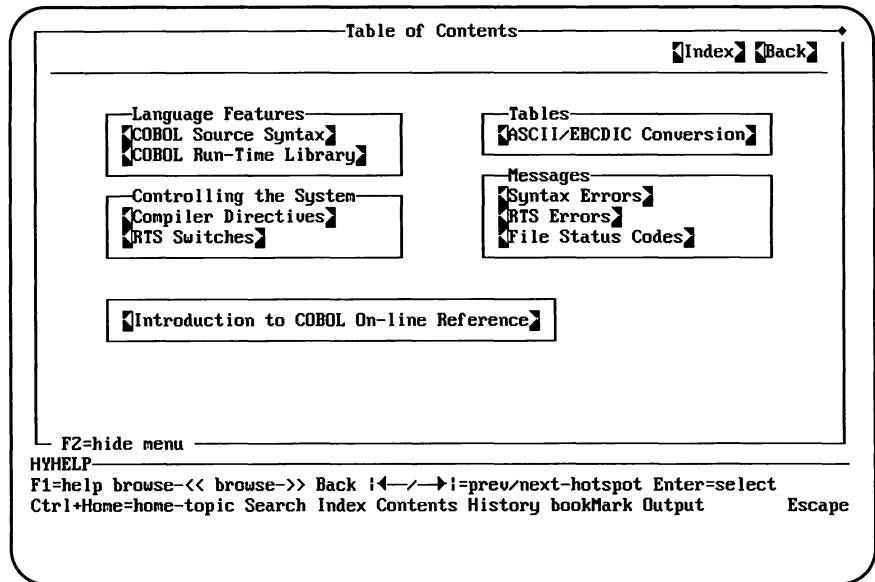 Table of Contents
Index Back
Language Features
COBOL Source Syntax
COBOL Run-Time Library
Tables
ASCII/EBCDIC Conversion
Controlling the System
Compiler Directives
RTS Switches
Messages
Syntax Errors
RTS Errors
File Status Codes
Introduction to COBOL On-line Reference
F2=hide menu
HYHELP
F1=help browse-<< browse->> Back |◄—/—►|=prev/next-hotspot Enter=select
Ctrl+Home=home-topic Search Index Contents History bookMark Output Escape